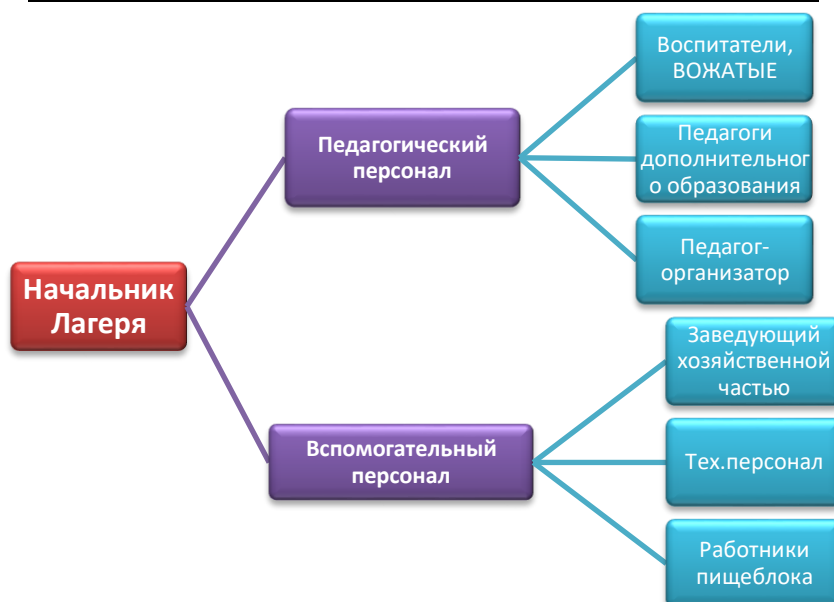 Начальник
Лагеря
Педагогический
персонал
Воспитатели,
ВОЖАТЫЕ
Педагоги
дополнительног
о образования
Педагог-
организатор
Вспомогательный
персонал
Заведующий
хозяйственной
частью
Тех.персонал
Работники
пищеблока